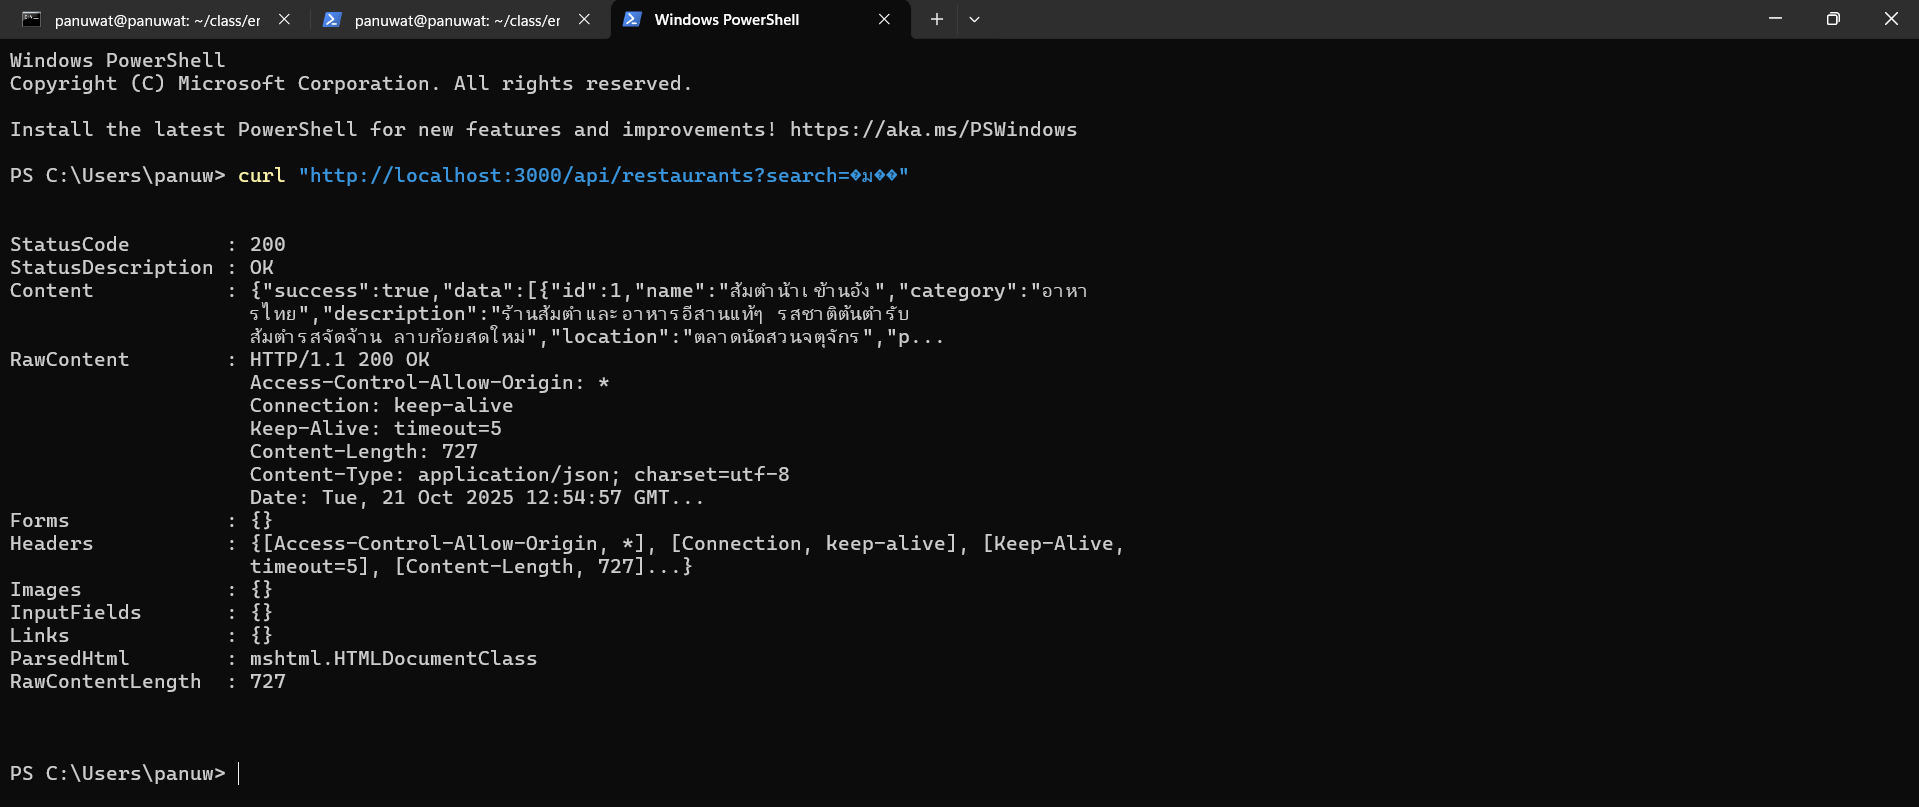 panuwat@panuwat: ~/class/er
panuwat@panuwat: ~/class/er
Windows PowerShell
Windows PowerShell
Copyright (C) Microsoft Corporation. All rights reserved.
Install the latest PowerShell for new features and improvements! https://aka.ms/PSWindows
PS C:\Users\panuw> curl "http://localhost:3000/api/restaurants?search=�ม��"
StatusCode : 200
StatusDescription : OK
Content : {"success":true,"data":[{"id":1,"name":"ส้มตำน้าเข้านอ้ง","category":"อาหา
รไทย","description":"ร้านส้มตำและอาหารอีสานแท้ๆ รสชาติต้นตำรับ
ส้มตำรสจัดจ้าน ลาบก้อยสดใหม่","location":"ตลาดนัดสวนจตุจักร","p...
RawContent : HTTP/1.1 200 OK
Access-Control-Allow-Origin: *
Connection: keep-alive
Keep-Alive: timeout=5
Content-Length: 727
Content-Type: application/json; charset=utf-8
Date: Tue, 21 Oct 2025 12:54:57 GMT...
Forms : {}
Headers : {[Access-Control-Allow-Origin, *], [Connection, keep-alive], [Keep-Alive,
timeout=5], [Content-Length, 727]...}
Images : {}
InputFields : {}
Links : {}
ParsedHtml : mshtml.HTMLDocumentClass
RawContentLength : 727
PS C:\Users\panuw>